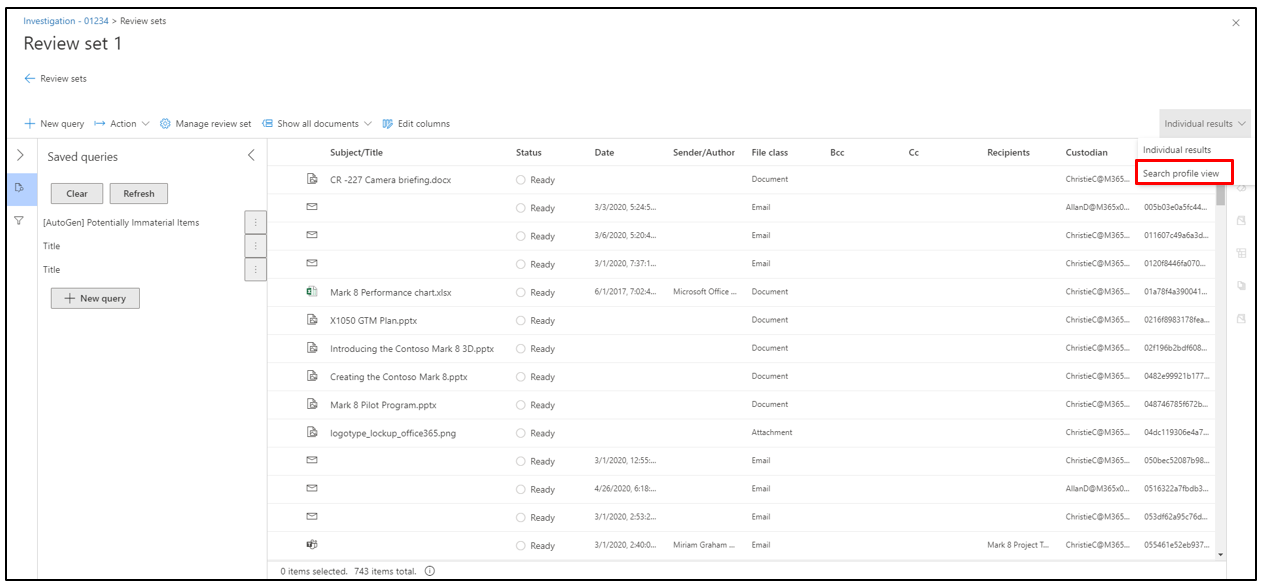 Investigation - 01234 > Review sets
Review set 1
Review sets
New query Action Manage review set Show all documents Edit columns Individual results
Individual results
Search profile view
Saved queries
Clear Refresh
[AutoGen] Potentially Immaterial Items
Title
Title
New query
Subject/Title Status Date Sender/Author File class Bcc Cc Recipients Custodian
CR -227 Camera briefing.docx Ready Document ChristieC@M365...
Ready 3/3/2020, 5:24:5... Email AllanD@M365x0... 005b03e0a5fc44...
Ready 3/6/2020, 5:20:4... Email ChristieC@M365... 011607c49a6a3d...
Ready 3/1/2020, 7:37:1... Email ChristieC@M365... 0120f8446fa070...
Mark 8 Performance chart.xlsx Ready 6/1/2017, 7:02:4... Microsoft Office ... Document ChristieC@M365... 01a78f4a390041...
X1050 GTM Plan.pptx Ready Document ChristieC@M365... 0216f8983178fea...
Introducing the Contoso Mark 8 3D.pptx Ready Document ChristieC@M365... 02f196b2bdf608...
Creating the Contoso Mark 8.pptx Ready Document ChristieC@M365... 0482e99921b177...
Mark 8 Pilot Program.pptx Ready Document ChristieC@M365... 048746785f672b...
logotype_lockup_office365.png Ready Attachment ChristieC@M365... 04dc119306e4a7...
Ready 3/1/2020, 12:55:... Email ChristieC@M365... 050bec52087b98...
Ready 4/26/2020, 6:18:... Email AllanD@M365x0... 0516322a7fbdb3...
Ready 3/1/2020, 2:53:2... Email ChristieC@M365... 053df62a95c76d...
Ready 3/1/2020, 2:40:0... Miriam Graham ... Email Mark 8 Project T... ChristieC@M365... 055461e52eb937...
0 items selected. 743 items total.